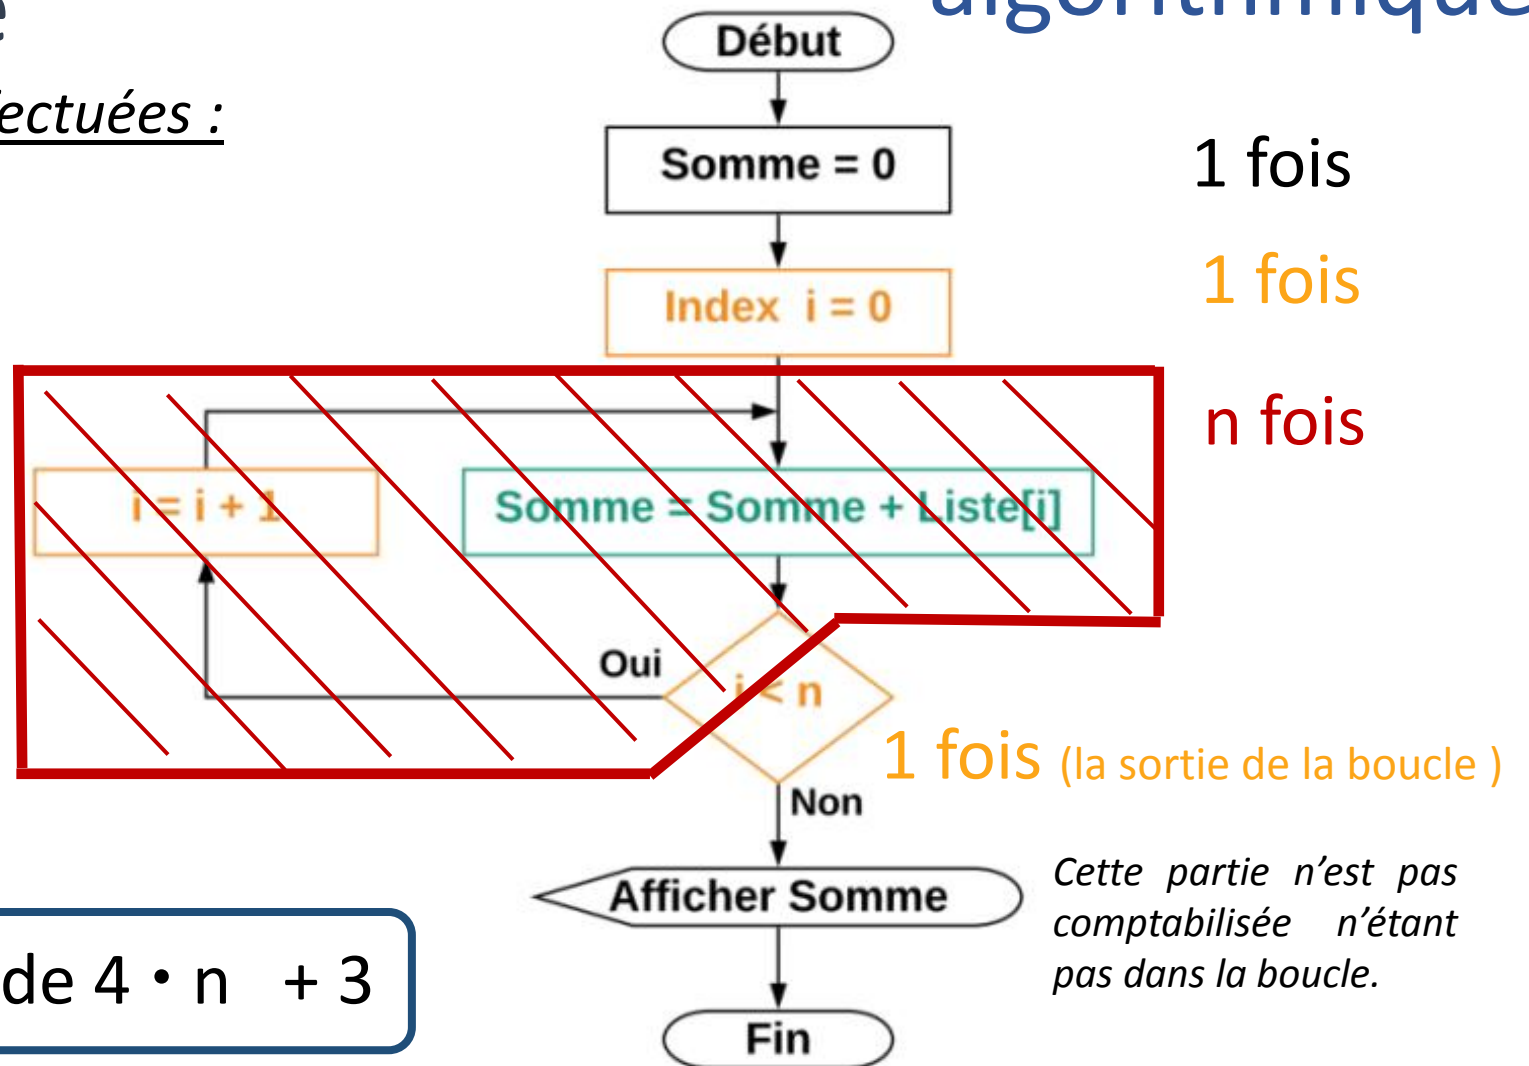 algorithmique
ectuées :
Début
Somme = 0
1 fois
Index i = 0
1 fois
n fois
i = i + 1
Somme = Somme + Liste[i]
Oui
i < n
1 fois (la sortie de la boucle )
Non
Afficher Somme
Cette partie n'est pas
comptabilisée n'étant
pas dans la boucle.
de 4 · n + 3
Fin